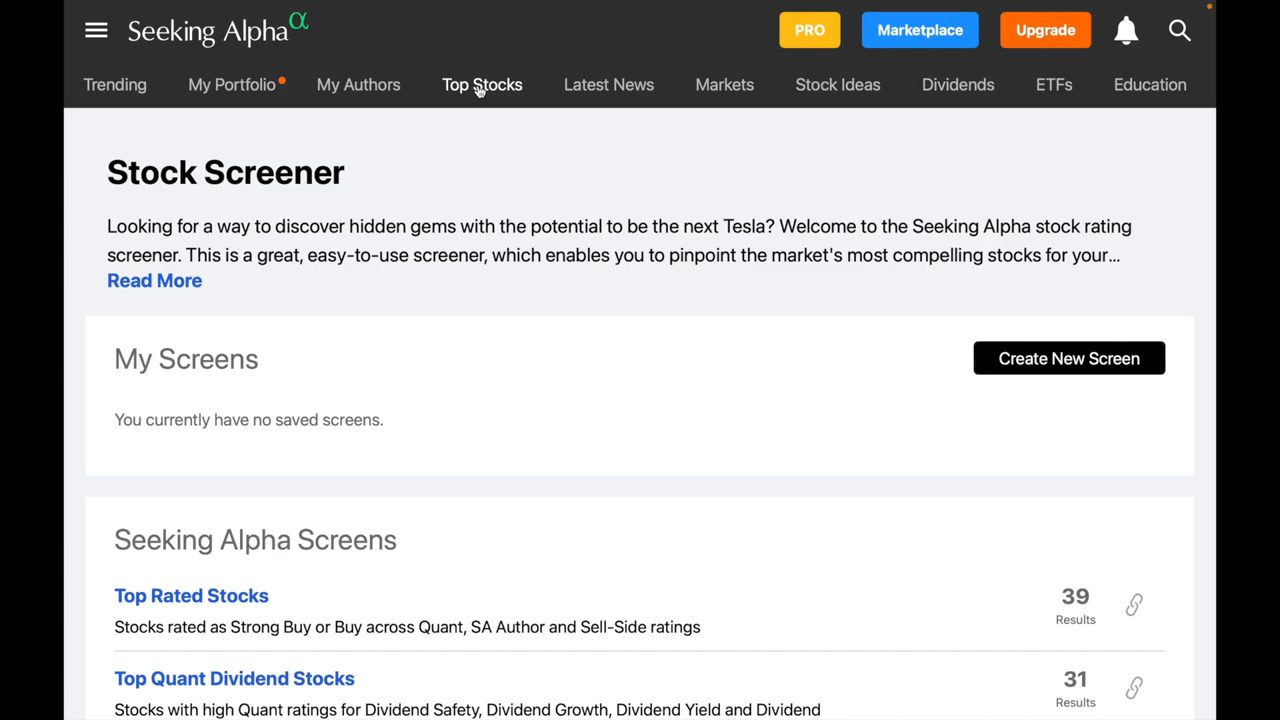 Seeking Alpha α
PRO
Marketplace
Upgrade
Trending
My Portfolio
My Authors
Top Stocks
Latest News
Markets
Stock Ideas
Dividends
ETFs
Education
Stock Screener
Looking for a way to discover hidden gems with the potential to be the next Tesla? Welcome to the Seeking Alpha stock rating
screener. This is a great, easy-to-use screener, which enables you to pinpoint the market's most compelling stocks for your...
Read More
My Screens
Create New Screen
You currently have no saved screens.
Seeking Alpha Screens
Top Rated Stocks
39
Results
Stocks rated as Strong Buy or Buy across Quant, SA Author and Sell-Side ratings
Top Quant Dividend Stocks
31
Results
Stocks with high Quant ratings for Dividend Safety, Dividend Growth, Dividend Yield and Dividend